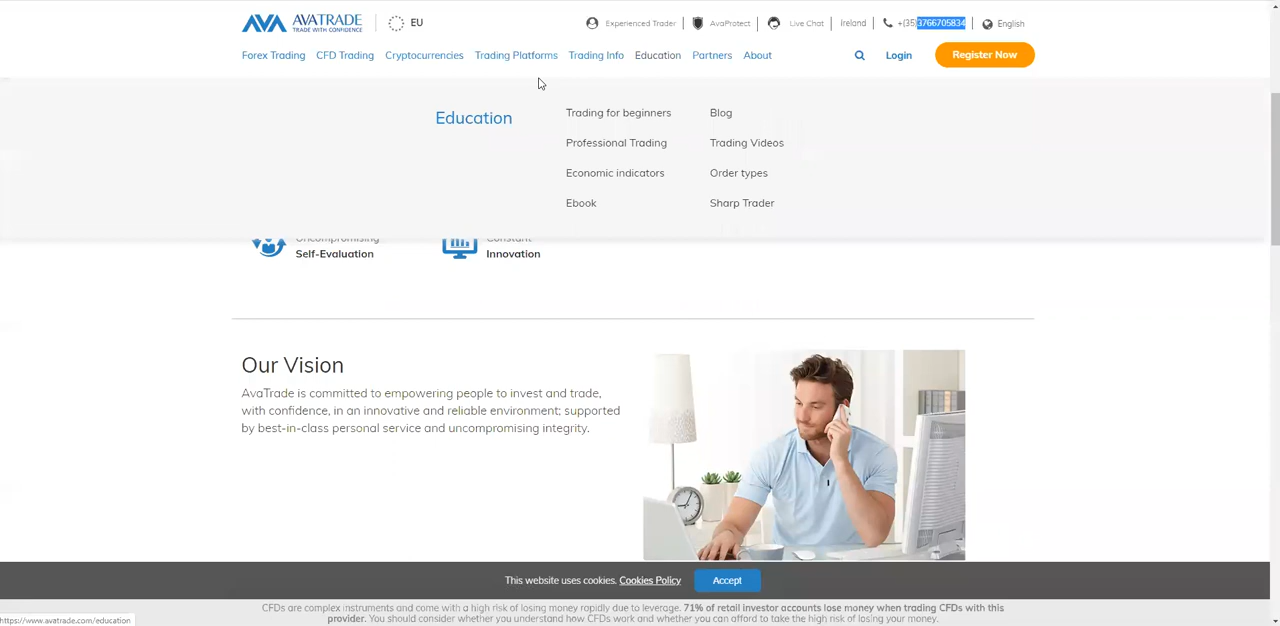 AVA AVATRADE EU Experienced Trader AvaProtect Live Chat Ireland +(35)3766705834 English
TRADE WITH CONFIDENCE
Forex Trading CFD Trading Cryptocurrencies Trading Platforms Trading Info Education Partners About Login Register Now
Education
Trading for beginners Blog
Professional Trading Trading Videos
Economic indicators Order types
Ebook Sharp Trader
Uncompromising Constant
Self-Evaluation Innovation
Our Vision
AvaTrade is committed to empowering people to invest and trade,
with confidence, in an innovative and reliable environment; supported
by best-in-class personal service and uncompromising integrity.
This website uses cookies. Cookies Policy Accept
CFDs are complex instruments and come with a high risk of losing money rapidly due to leverage. 71% of retail investor accounts lose money when trading CFDs with this
provider. You should consider whether you understand how CFDs work and whether you can afford to take the high risk of losing your money.
https://www.avatrade.com/education